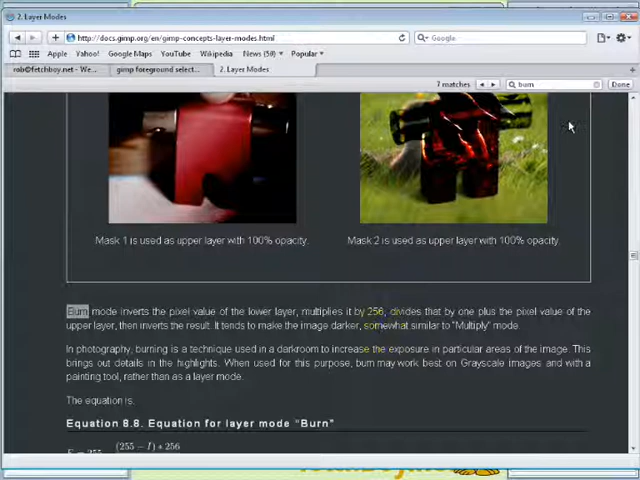 2. Layer Modes
http://docs.gimp.org/en/gimp-concepts-layer-modes.html
Google
Apple Yahoo! Google Maps YouTube Wikipedia News (50) Popular
rob@fetchboy.net - We... gimp foreground select... 2. Layer Modes
7 matches burn Done
Mask 1 is used as upper layer with 100% opacity. Mask 2 is used as upper layer with 100% opacity.
Burn mode inverts the pixel value of the lower layer, multiplies it by 256, divides that by one plus the pixel value of the
upper layer, then inverts the result. It tends to make the image darker, somewhat similar to "Multiply" mode.
In photography, burning is a technique used in a darkroom to increase the exposure in particular areas of the image. This
brings out details in the highlights. When used for this purpose, burn may work best on Grayscale images and with a
painting tool, rather than as a layer mode.
The equation is:
Equation 8.8. Equation for layer mode "Burn"
(255 − I) * 256